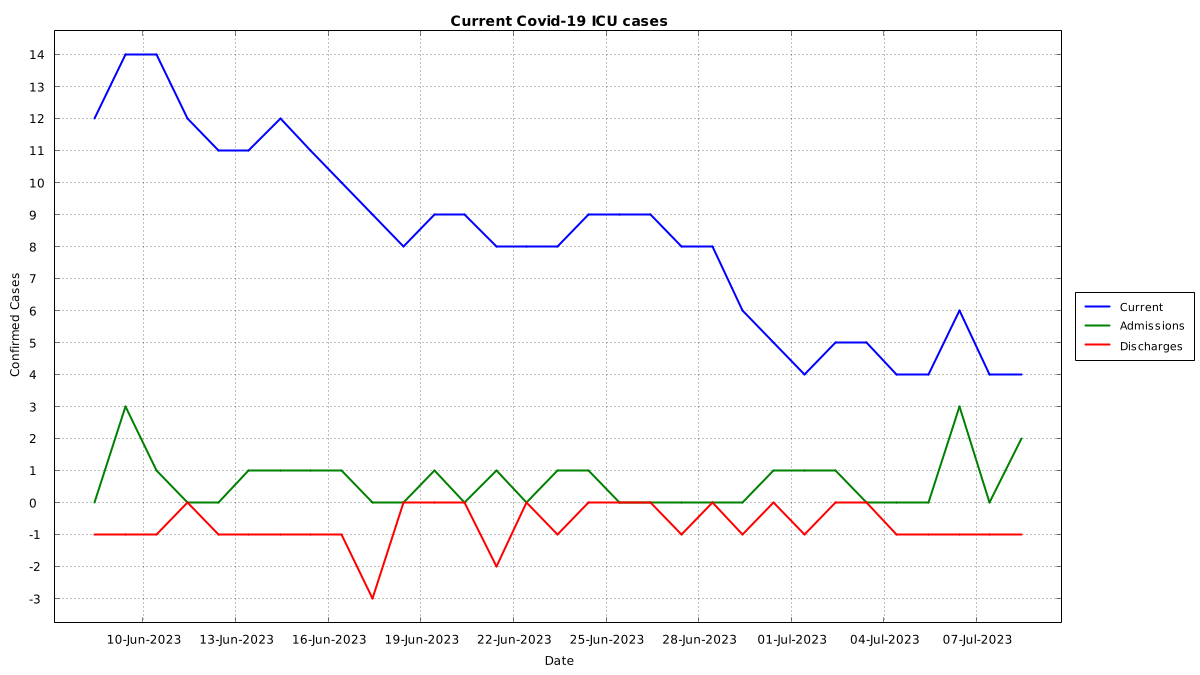 Current Covid-19 ICU cases
14
13
12
11
10
9
8
7
6
5
4
3
2
1
0
-1
-2
-3
Confirmed Cases
10-Jun-2023 13-Jun-2023 16-Jun-2023 19-Jun-2023 22-Jun-2023 25-Jun-2023 28-Jun-2023 01-Jul-2023 04-Jul-2023 07-Jul-2023
Date
Current
Admissions
Discharges